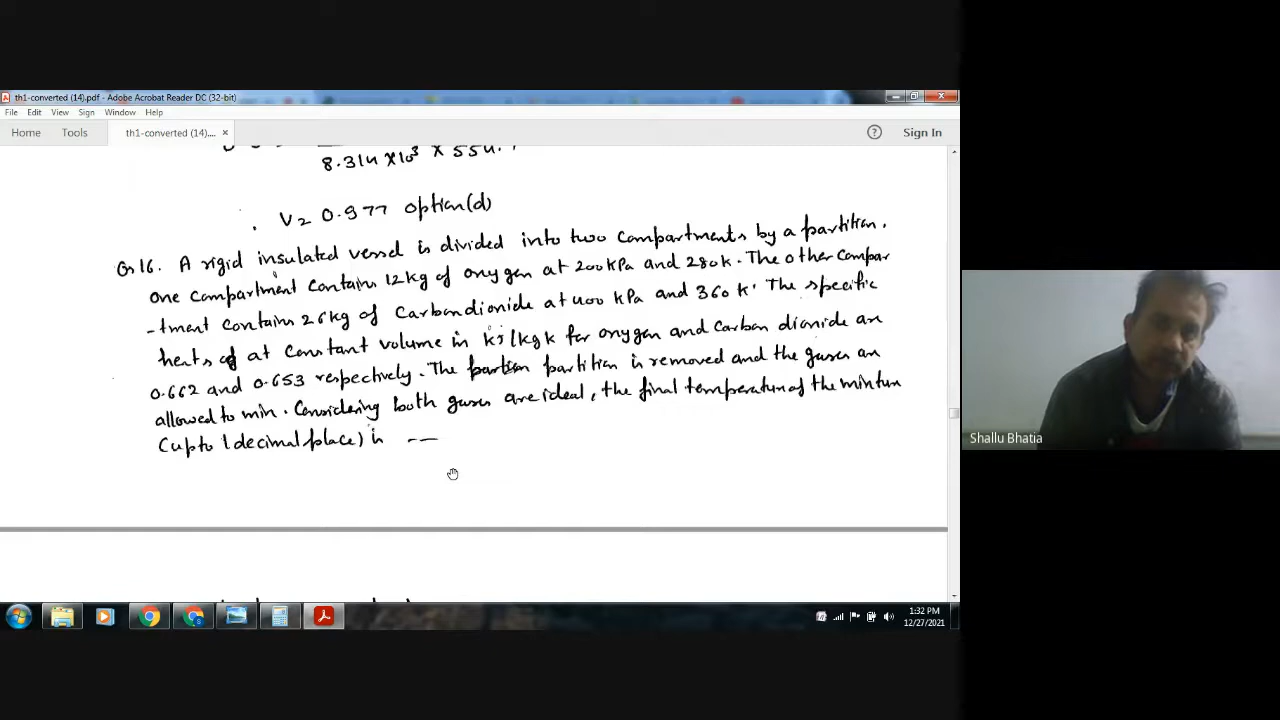 th1-converted (14).pdf - Adobe Acrobat Reader DC (32-bit)
File Edit View Sign Window Help
Home Tools th1-converted (14).... × ? Sign In
8.314 ×10³ × 554.
V2 0.977 option(d)
Qs16. A rigid insulated vessel is divided into two compartments by a partition.
one compartment contains 12kg of oxygen at 200kPa and 280k. The other compar
-tment contains 26kg of Carbondioxide at 400 kPa and 360k. The specific
heats of at constant volume in kj/kgk for oxygen and carbon dioxide are
0.662 and 0.653 respectively. The partion partition is removed and the gases are
allowed to mix. Considering both gases are ideal, the final temperature of the mixture
(upto 1decimal place) is --
Shallu Bhatia
1:32 PM
12/27/2021